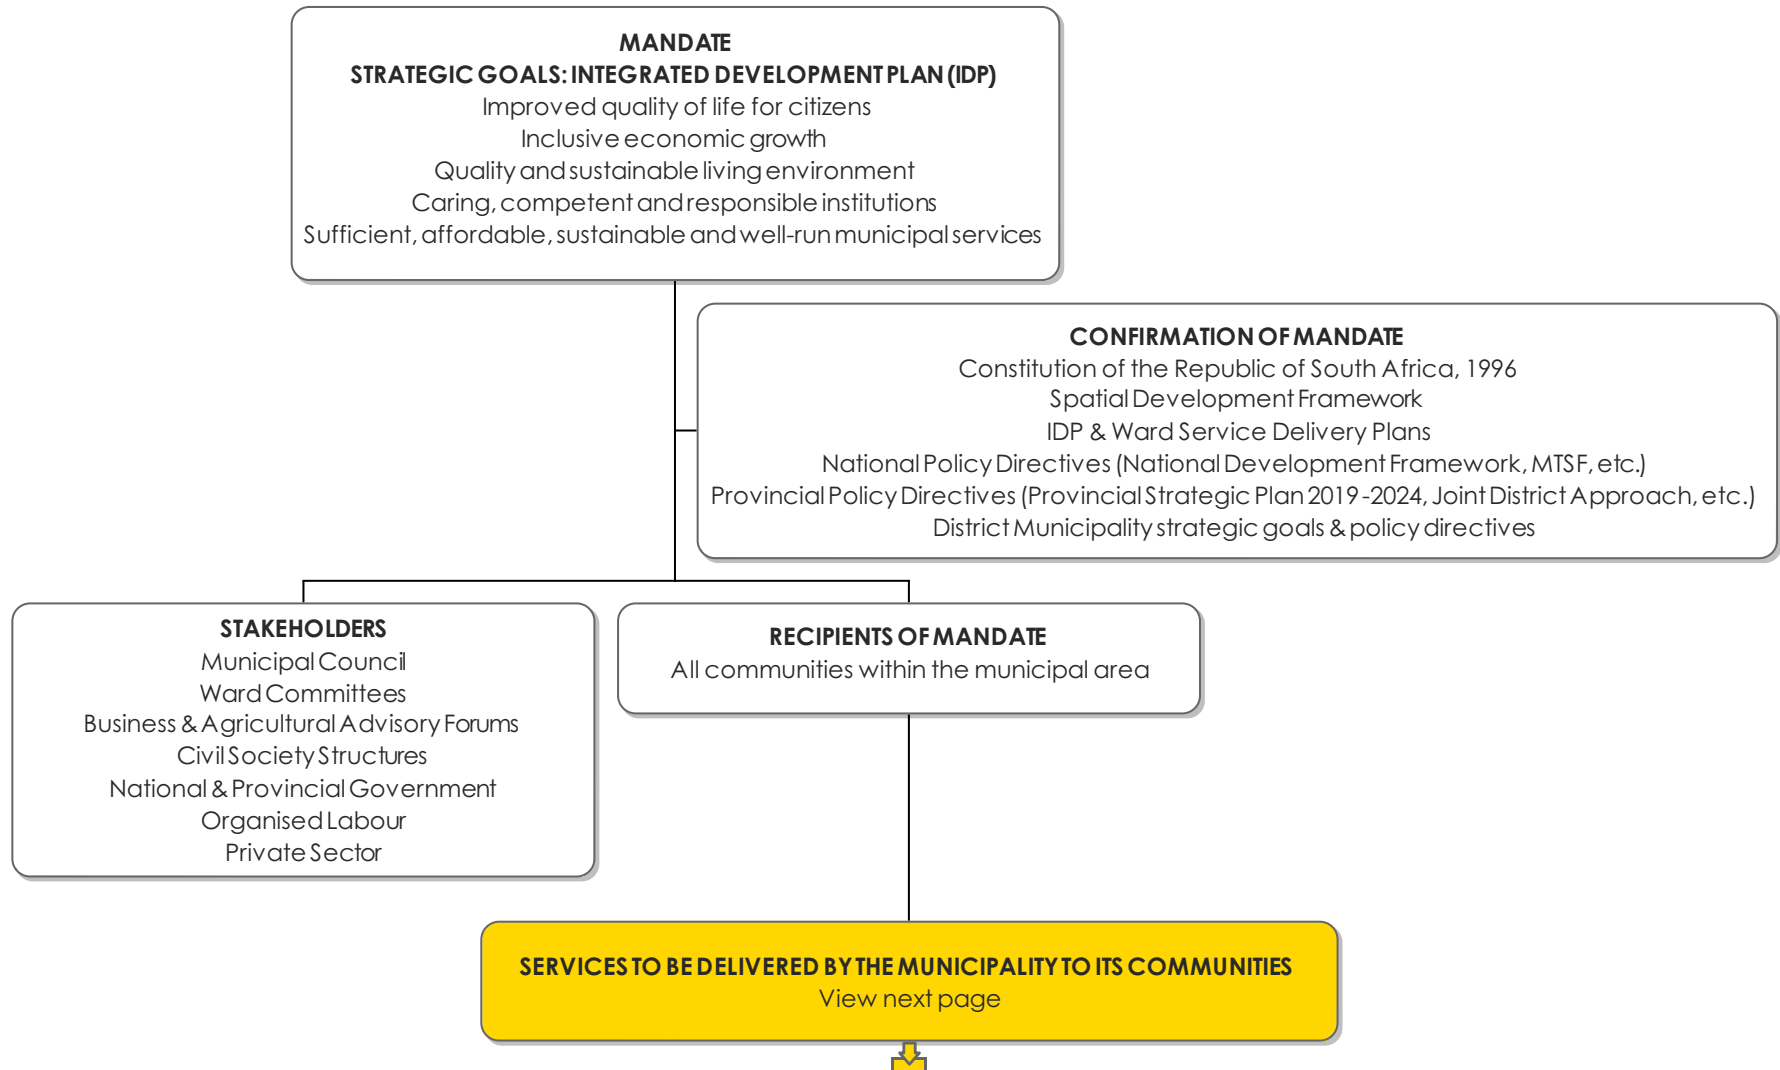 MANDATE
STRATEGIC GOALS: INTEGRATED DEVELOPMENT PLAN (IDP)
Improved quality of life for citizens
Inclusive economic growth
Quality and sustainable living environment
Caring, competent and responsible institutions
Sufficient, affordable, sustainable and well-run municipal services
CONFIRMATION OF MANDATE
Constitution of the Republic of South Africa, 1996
Spatial Development Framework
IDP & Ward Service Delivery Plans
National Policy Directives (National Development Framework, MTSF, etc.)
Provincial Policy Directives (Provincial Strategic Plan 2019-2024, Joint District Approach, etc.)
District Municipality strategic goals & policy directives
STAKEHOLDERS
Municipal Council
Ward Committees
Business & Agricultural Advisory Forums
Civil Society Structures
National & Provincial Government
Organised Labour
Private Sector
RECIPIENTS OF MANDATE
All communities within the municipal area
SERVICES TO BE DELIVERED BY THE MUNICIPALITY TO ITS COMMUNITIES
View next page